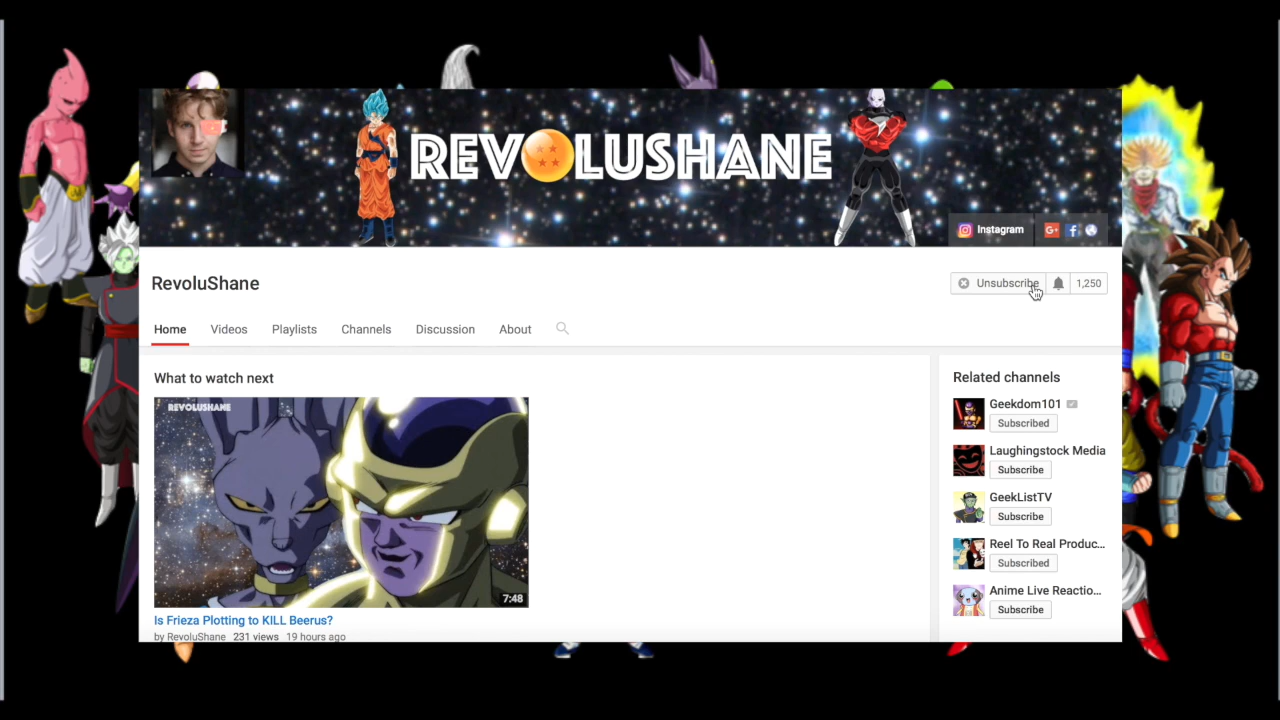 REVOLUSHANE
Instagram
RevoluShane
Unsubscribe
1,250
Home
Videos
Playlists
Channels
Discussion
About
What to watch next
REVOLUSHANE
7:48
Is Frieza Plotting to KILL Beerus?
by RevoluShane 231 views 19 hours ago
Related channels
Geekdom101
Subscribed
Laughingstock Media
Subscribe
GeekListTV
Subscribe
Reel To Real Produc...
Subscribed
Anime Live Reactio...
Subscribe